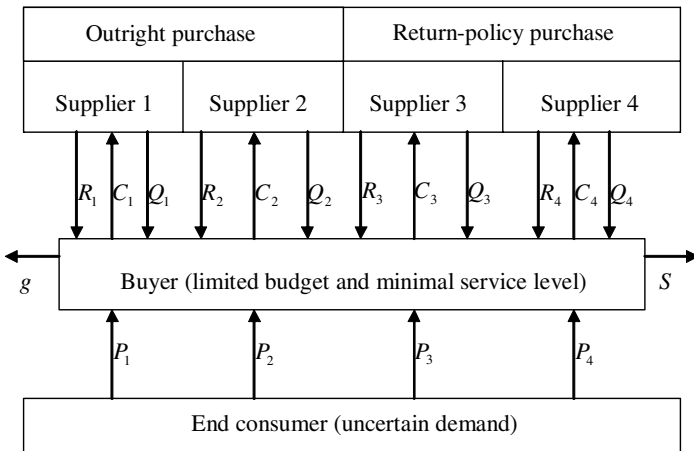 Outright purchase Return-policy purchase
Supplier 1 Supplier 2 Supplier 3 Supplier 4
R₁ C₁ Q₁ R₂ C₂ Q₂ R₃ C₃ Q₃ R₄ C₄ Q₄
Buyer (limited budget and minimal service level)
g S
P₁ P₂ P₃ P₄
End consumer (uncertain demand)